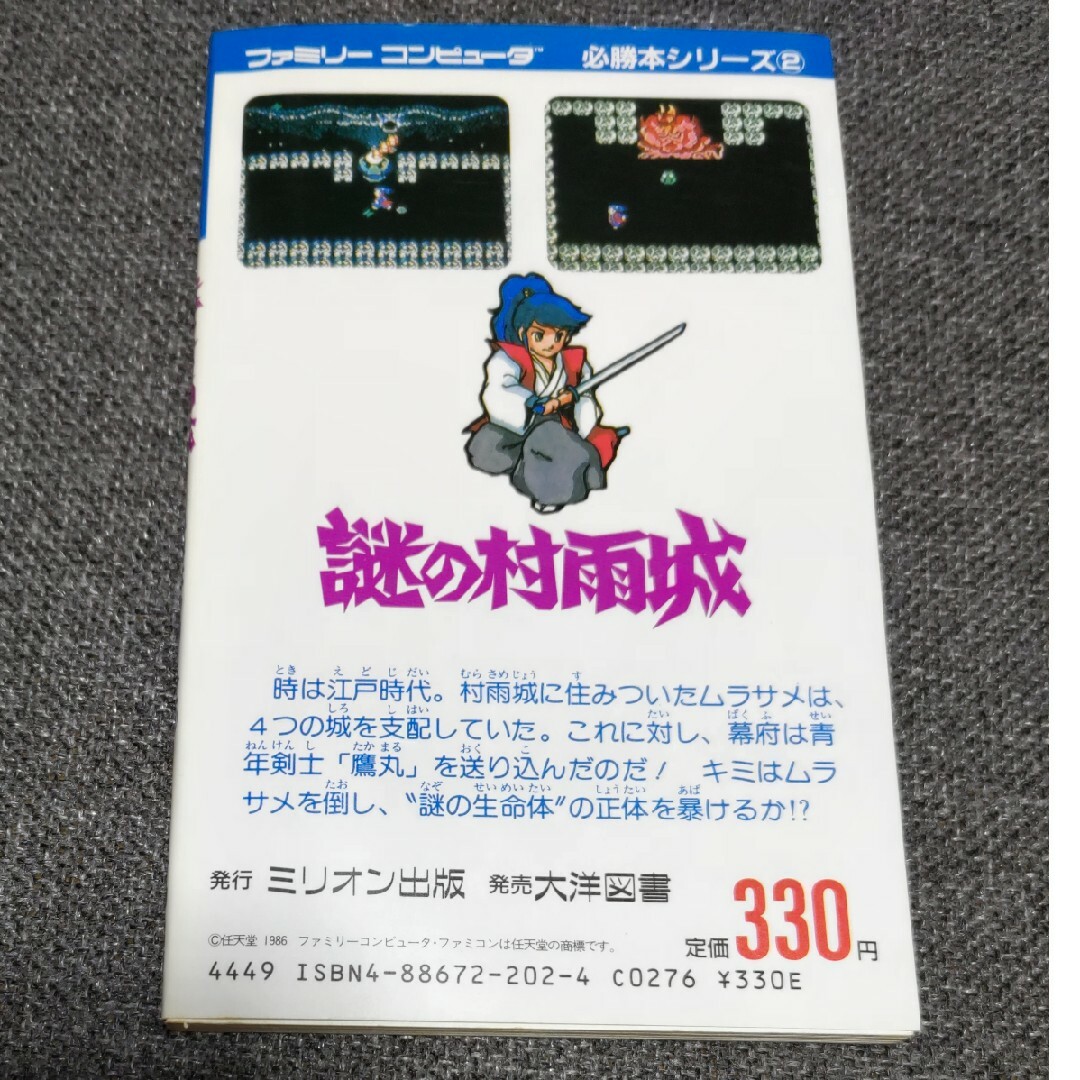 ファミリー コンピュータ™ 必勝本シリーズ②
謎の村雨城
時は江戸時代。村雨城に住みついたムラサメは、
4つの城を支配していた。これに対し、幕府は青
年剣士「鷹丸」を送り込んだのだ! キミはムラ
サメを倒し、“謎の生命体”の正体を暴けるか!?
発行 ミリオン出版 発売 大洋図書
定価330円
©任天堂 1986 ファミリーコンピュータ・ファミコンは任天堂の商標です。
4449 ISBN4-88672-202-4 C0276 ¥330E